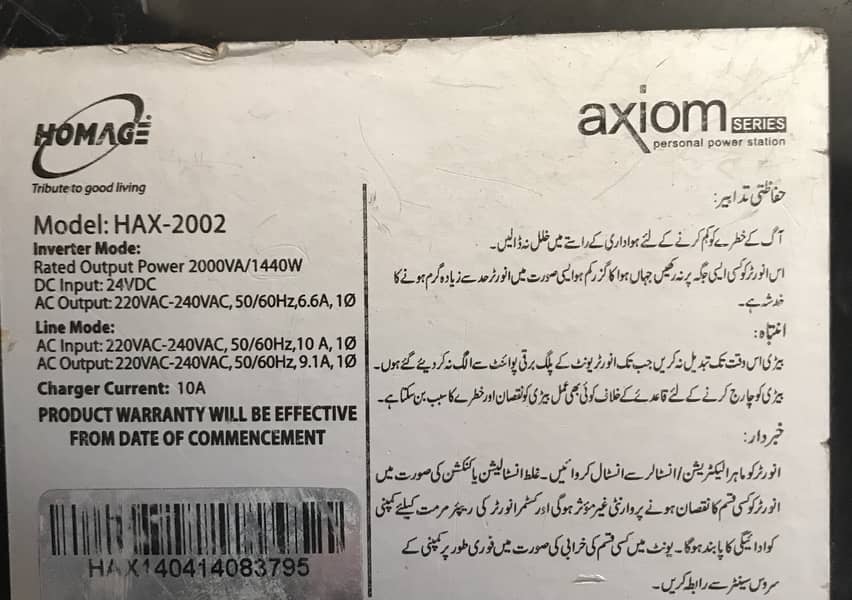 HOMAGE
Tribute to good living
axiom SERIES
personal power station
Model: HAX-2002
Inverter Mode:
Rated Output Power 2000VA/1440W
DC Input: 24VDC
AC Output: 220VAC-240VAC, 50/60Hz,6.6A, 1Ø
Line Mode:
AC Input: 220VAC-240VAC, 50/60Hz,10 A, 1Ø
AC Output: 220VAC-240VAC, 50/60Hz, 9.1A, 1Ø
Charger Current: 10A
PRODUCT WARRANTY WILL BE EFFECTIVE
FROM DATE OF COMMENCEMENT
HAX140414083795
حفاظتی تدابیر:
آگ کے خطرے کو کم کرنے کے لئے ہواداری کے راستے میں خلل نہ ڈالیں۔
اس انورٹر کو کسی ایسی جگہ پر نہ رکھیں جہاں ہوا کا گزر کم ہو ایسی صورت میں انورٹر حد سے زیادہ گرم ہونے کا
خدشہ ہے۔
انتباہ:
بیٹری اس وقت تک تبدیل نہ کریں جب تک انورٹر یونٹ کے پلگ برقی پوائنٹ سے الگ نہ کر دیئے گئے ہوں۔
بیٹری کو چارج کرنے کے لئے قاعدے کے خلاف کوئی بھی عمل بیٹری کو نقصان اور خطرے کا سبب بن سکتا ہے۔
خبردار:
انورٹر کو ماہر الیکٹریشن/انسٹالر سے انسٹال کروائیں۔ غلط انسٹالیشن یا کنکشن کی صورت میں
انورٹر کو کسی قسم کا نقصان ہونے پر وارنٹی غیر مؤثر ہوگی اور کسٹمر انورٹر کی ریپئر مرمت کیلئے کمپنی
کو ادائیگی کا پابند ہوگا۔ یونٹ میں کسی قسم کی خرابی کی صورت میں فوری طور پر کمپنی کے
سروس سینٹر سے رابطہ کریں۔